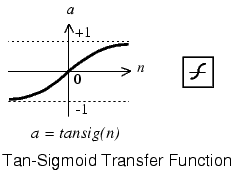 a
+1
n
0
-1
a = tansig(n)
Tan-Sigmoid Transfer Function